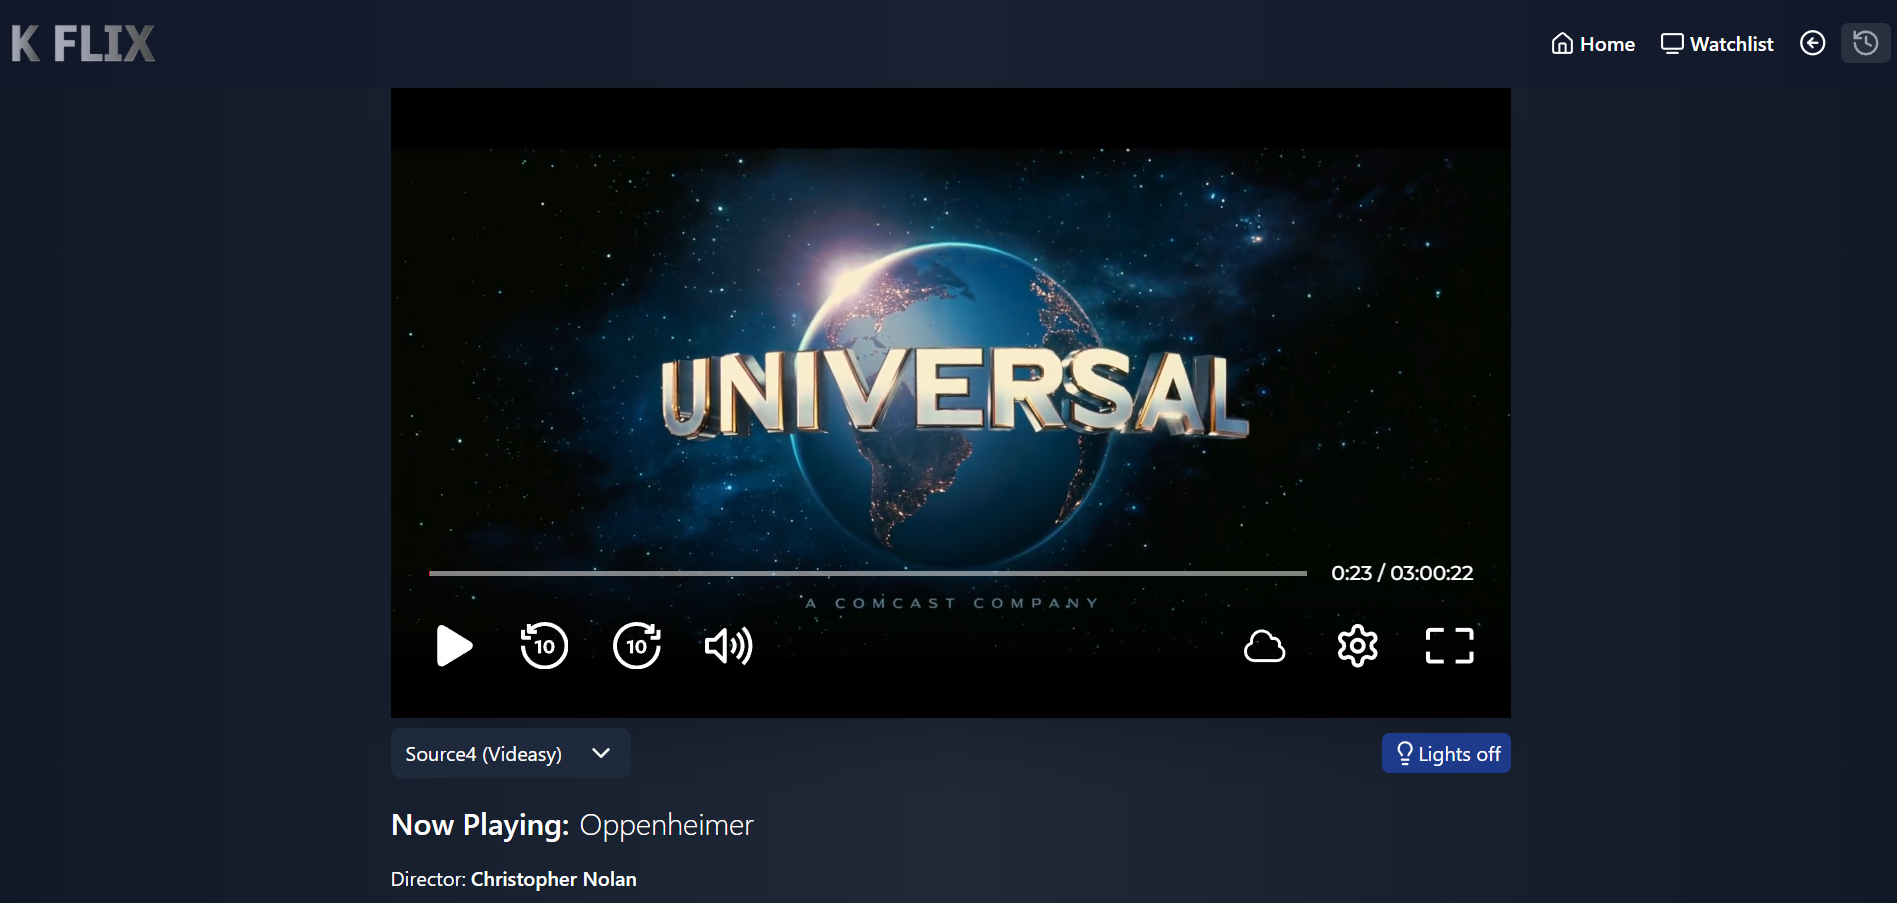 K FLIX
Home
Watchlist
UNIVERSAL
0:23 / 03:00:22
A COMCAST COMPANY
10
10
Source4 (Videasy)
Lights off
Now Playing: Oppenheimer
Director: Christopher Nolan